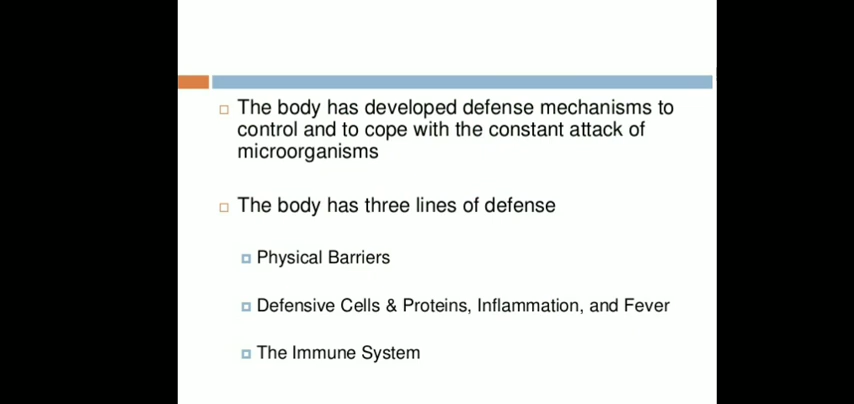 The body has developed defense mechanisms to
control and to cope with the constant attack of
microorganisms
The body has three lines of defense
Physical Barriers
Defensive Cells & Proteins, Inflammation, and Fever
The Immune System